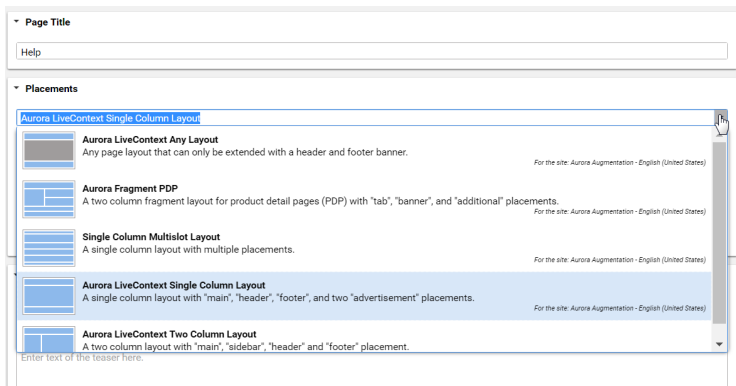 Page Title
Help
Placements
Aurora LiveContext Single Column Layout
Aurora LiveContext Any Layout
Any page layout that can only be extended with a header and footer banner.
For the site: Aurora Augmentation - English (United States)
Aurora Fragment PDP
A two column fragment layout for product detail pages (PDP) with "tab", "banner", and "additional" placements.
For the site: Aurora Augmentation - English (United States)
Single Column Multislot Layout
A single column layout with multiple placements.
For the site: Aurora Augmentation - English (United States)
Aurora LiveContext Single Column Layout
A single column layout with "main", "header", "footer", and two "advertisement" placements.
For the site: Aurora Augmentation - English (United States)
Aurora LiveContext Two Column Layout
A two column layout with "main", "sidebar", "header" and "footer" placement.
Enter text of the teaser here.